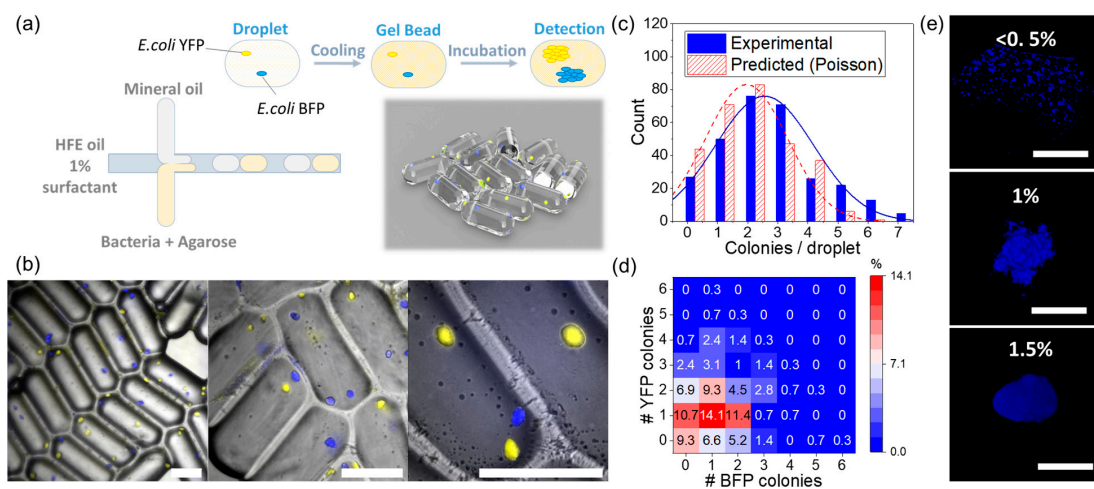 (a)
Droplet
Gel Bead
Detection
E.coli YFP
Cooling
Incubation
E.coli BFP
Mineral oil
HFE oil
1%
surfactant
Bacteria + Agarose
(b)
(c)
120
100
80
60
40
20
0
Count
Experimental
Predicted (Poisson)
0 1 2 3 4 5 6 7
Colonies / droplet
(d)
# YFP colonies
6 0 0.3 0 0 0 0 0
5 0 0.7 0.3 0 0 0 0
4 0.7 2.4 1.4 0.3 0 0 0
3 2.4 3.1 1 1.4 0.3 0 0
2 6.9 9.3 4.5 2.8 0.7 0.3 0
1 10.7 14.1 11.4 0.7 0.7 0 0
0 9.3 6.6 5.2 1.4 0 0.7 0.3
0 1 2 3 4 5 6
# BFP colonies
%
14.1
7.1
0.0
(e)
<0. 5%
1%
1.5%